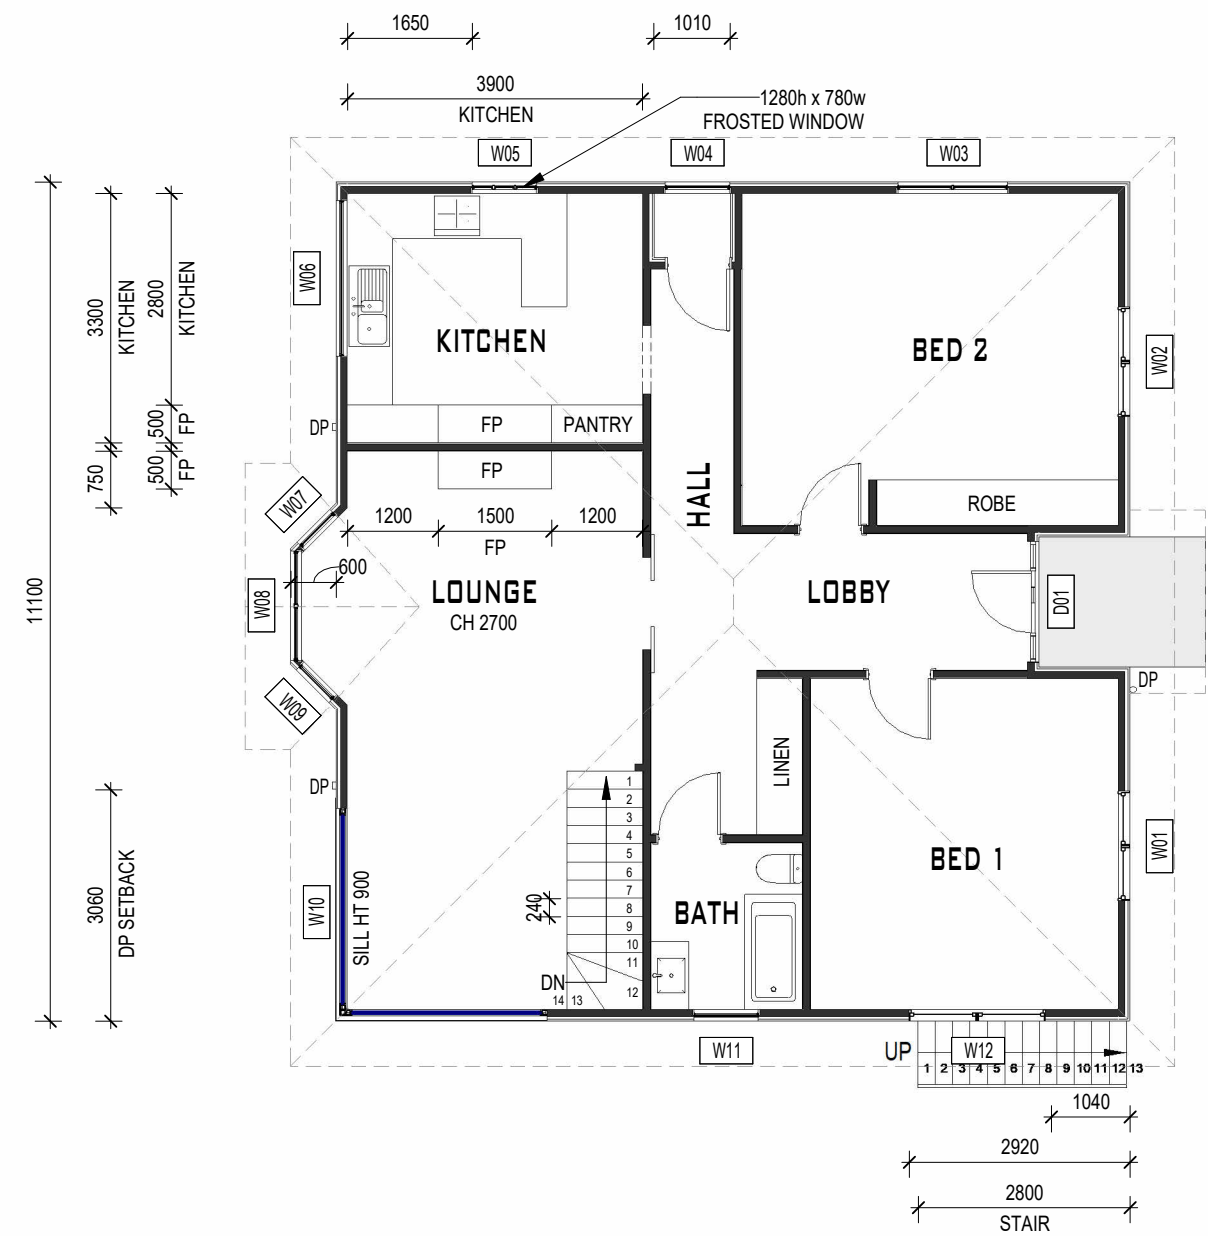 1650
1010
3900
KITCHEN
1280h x 780w
FROSTED WINDOW
W05
W04
W03
W06
3300
KITCHEN
2800
KITCHEN
KITCHEN
BED 2
W02
DP
500
FP
FP
PANTRY
750
500
FP
FP
HALL
ROBE
W07
1200
1500
1200
FP
600
LOUNGE
CH 2700
LOBBY
W08
D01
11100
W09
DP
LINEN
DP
1
2
3
4
5
6
7
8
9
10
11
12
13
14
240
DN
W10
SILL HT 900
3060
DP SETBACK
BATH
BED 1
W01
W11
UP
W12
1 2 3 4 5 6 7 8 9 10 11 12 13
1040
2920
2800
STAIR